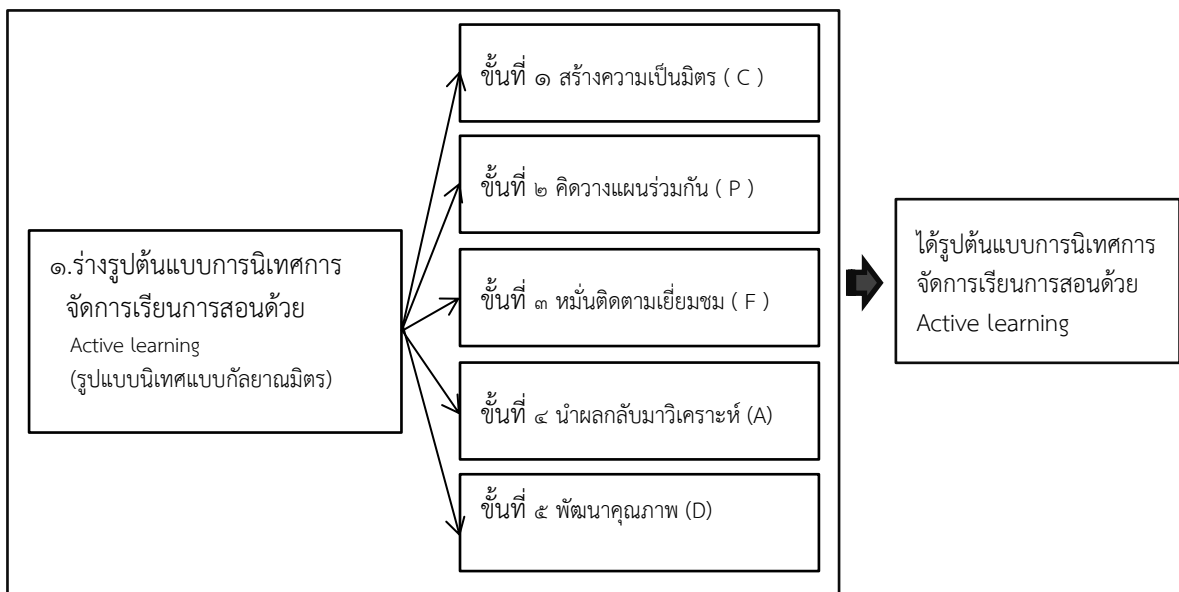 ๑.ร่างรูปต้นแบบการนิเทศการ
จัดการเรียนการสอนด้วย
Active learning
(รูปแบบนิเทศแบบกัลยาณมิตร)
ขั้นที่ ๑ สร้างความเป็นมิตร ( C )
ขั้นที่ ๒ คิดวางแผนร่วมกัน ( P )
ขั้นที่ ๓ หมั่นติดตามเยี่ยมชม ( F )
ขั้นที่ ๔ นำผลกลับมาวิเคราะห์ (A)
ขั้นที่ ๕ พัฒนาคุณภาพ (D)
ได้รูปต้นแบบการนิเทศการ
จัดการเรียนการสอนด้วย
Active learning